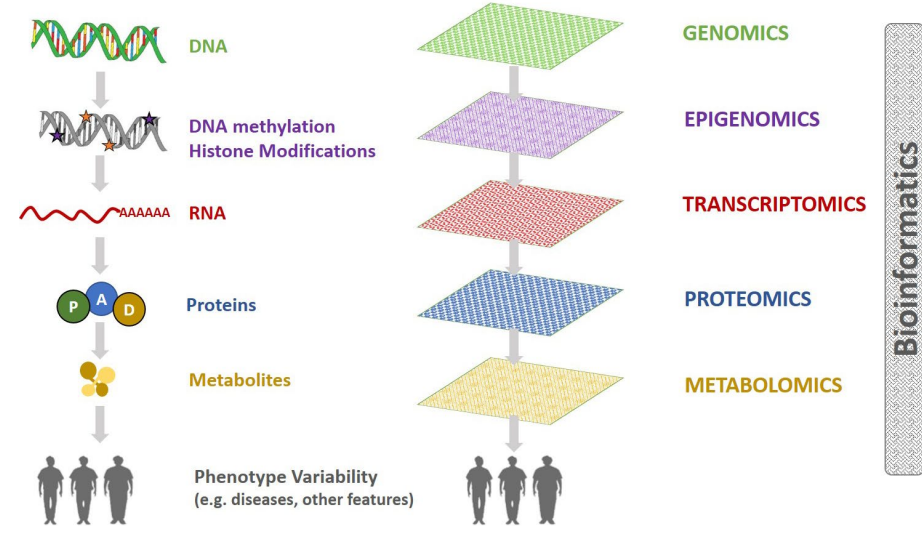 DNA
GENOMICS
DNA methylation
Histone Modifications
EPIGENOMICS
AAAAAA
RNA
TRANSCRIPTOMICS
P
A
D
Proteins
PROTEOMICS
Metabolites
METABOLOMICS
Phenotype Variability
(e.g. diseases, other features)
Bioinformatics